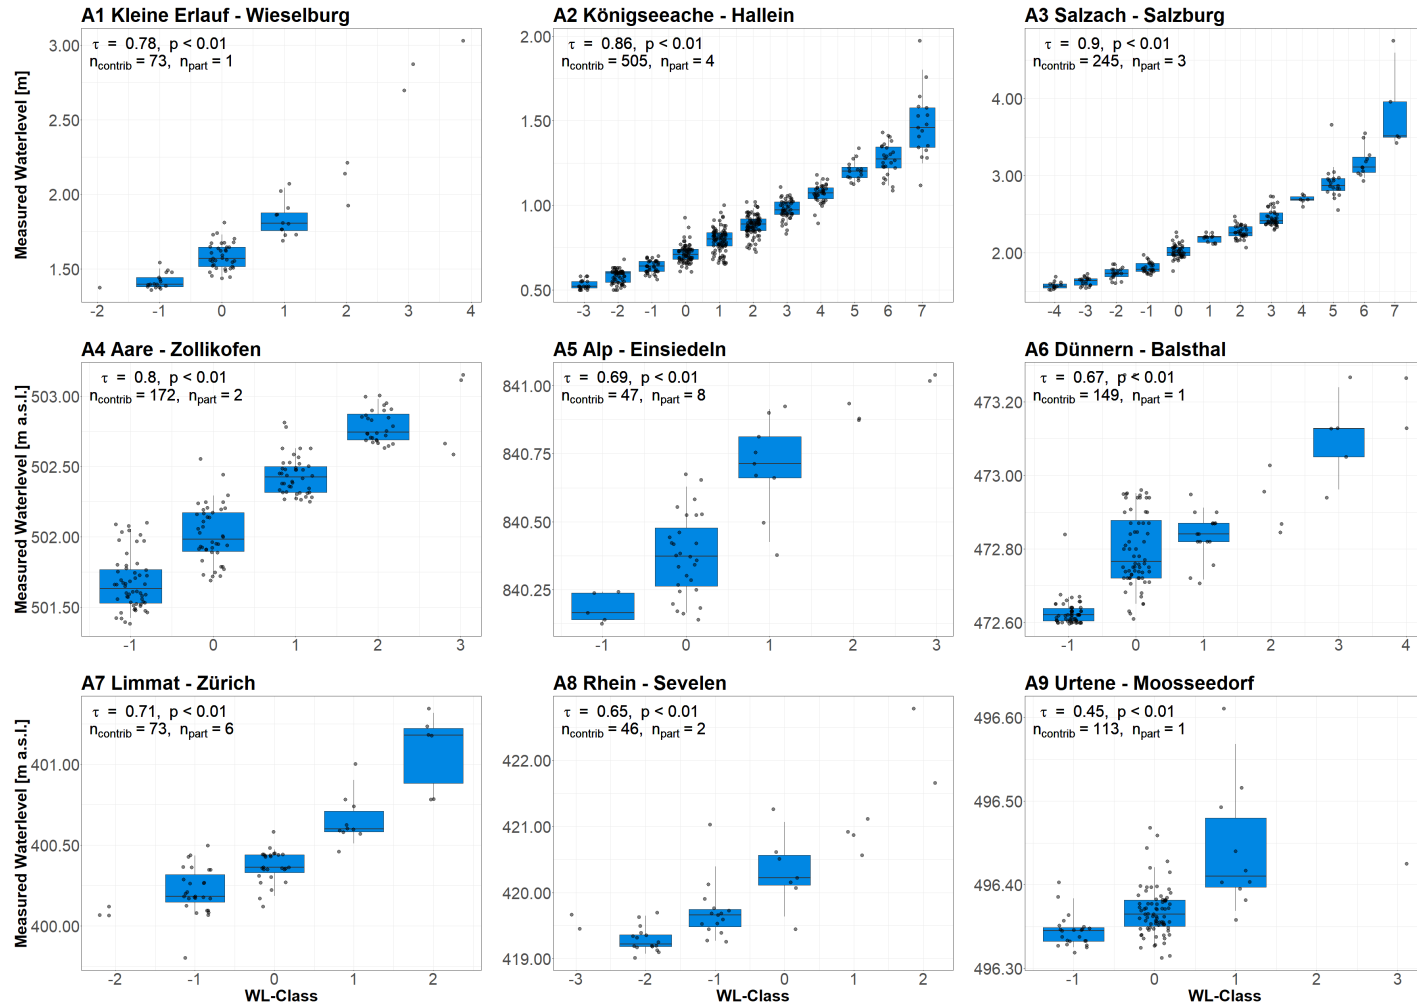 A1 Kleine Erlauf - Wieselburg
τ = 0.78, p < 0.01
ncontrib = 73, npart = 1
Measured Waterlevel [m]
3.00
2.00
1.50
-2 -1 0 1 2 3 4
A2 Königseeache - Hallein
τ = 0.86, p < 0.01
ncontrib = 505, npart = 4
2.00
1.50
1.00
0.50
-3 -2 -1 0 1 2 3 4 5 6 7
A3 Salzach - Salzburg
τ = 0.9, p < 0.01
ncontrib = 245, npart = 3
4.00
3.00
2.00
-4 -3 -2 -1 0 1 2 3 4 5 6 7
A4 Aare - Zollikofen
τ = 0.8, p < 0.01
ncontrib = 172, npart = 2
Measured Waterlevel [m a.s.l.]
503.00
502.50
502.00
501.50
-1 0 1 2 3
A5 Alp - Einsiedeln
τ = 0.69, p < 0.01
ncontrib = 47, npart = 8
841.00
840.75
840.50
840.25
-1 0 1 2 3
A6 Dünnern - Balsthal
τ = 0.67, p < 0.01
ncontrib = 149, npart = 1
473.20
473.00
472.80
472.60
-1 0 1 2 3 4
A7 Limmat - Zürich
τ = 0.71, p < 0.01
ncontrib = 73, npart = 6
Measured Waterlevel [m a.s.l.]
401.00
400.50
400.00
-2 -1 0 1 2
WL-Class
A8 Rhein - Sevelen
τ = 0.65, p < 0.01
ncontrib = 46, npart = 2
422.00
421.00
420.00
419.00
-3 -2 -1 0 1 2
WL-Class
A9 Urtene - Moosseedorf
τ = 0.45, p < 0.01
ncontrib = 113, npart = 1
496.60
496.50
496.40
496.30
-1 0 1 2 3
WL-Class